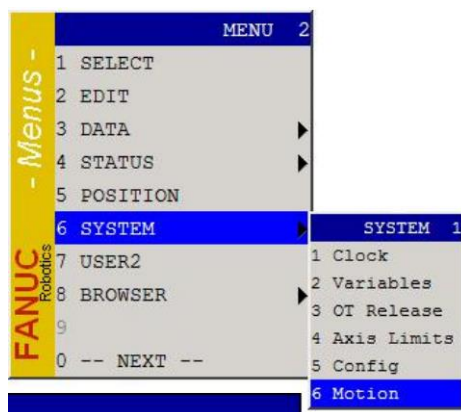 - Menus -
FANUC
Robotics
MENU 2
1 SELECT
2 EDIT
3 DATA
4 STATUS
5 POSITION
6 SYSTEM
7 USER2
8 BROWSER
9
0 -- NEXT --
SYSTEM 1
1 Clock
2 Variables
3 OT Release
4 Axis Limits
5 Config
6 Motion